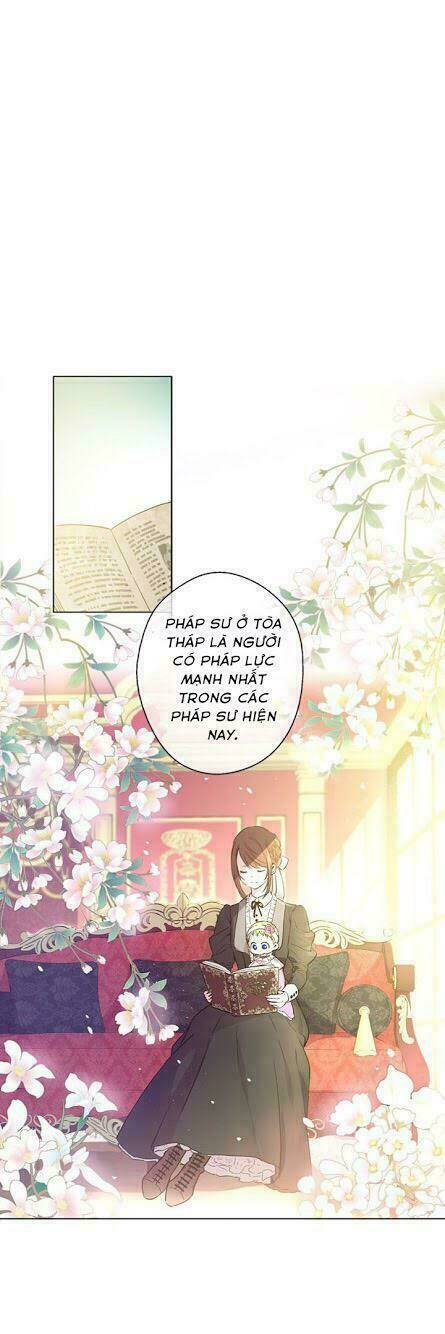 PHÁP SƯ Ở TÒA
THÁP LÀ NGƯỜI
CÓ PHÁP LỰC
MẠNH NHẤT
TRONG CÁC
PHÁP SƯ HIỆN
NAY.